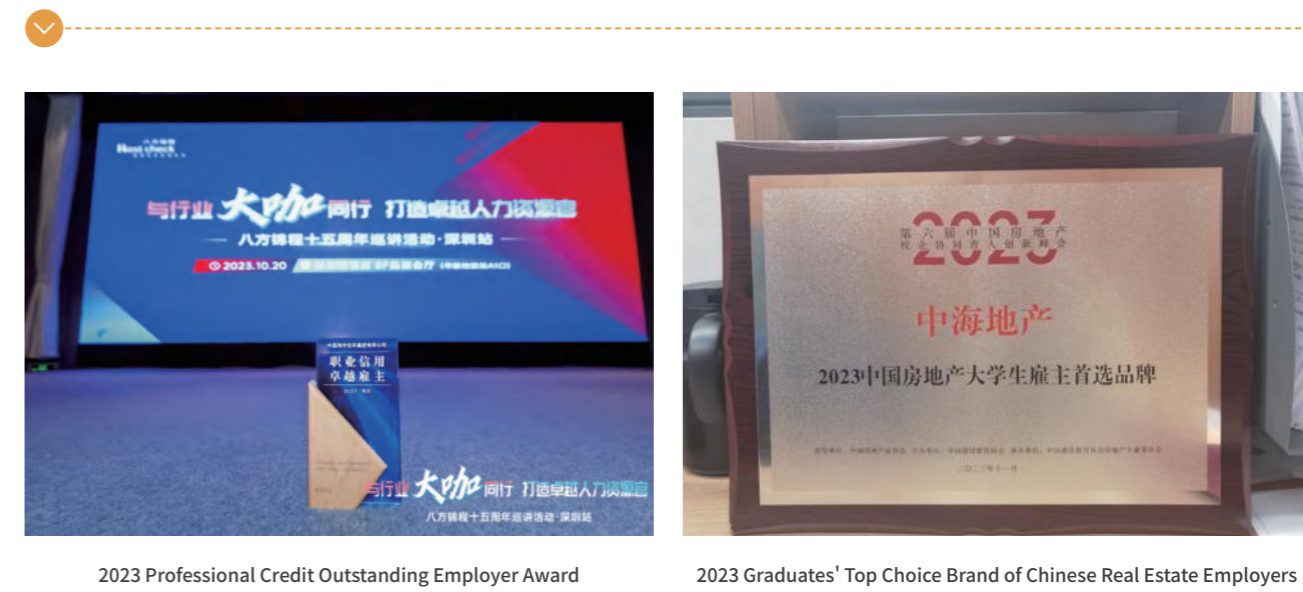 八方锦程
Host check
与行业 大咖 同行 打造卓越人力资源官
八方锦程十五周年巡讲活动·深圳站
2023.10.20
职业信用
卓越雇主
与行业 大咖 同行 打造卓越人力资源官
八方锦程十五周年巡讲活动·深圳站
2023 Professional Credit Outstanding Employer Award
2023
第六届中国房地产
校企协同育人创新峰会
中海地产
2023中国房地产大学生雇主首选品牌
二〇二三年十一月
2023 Graduates' Top Choice Brand of Chinese Real Estate Employers